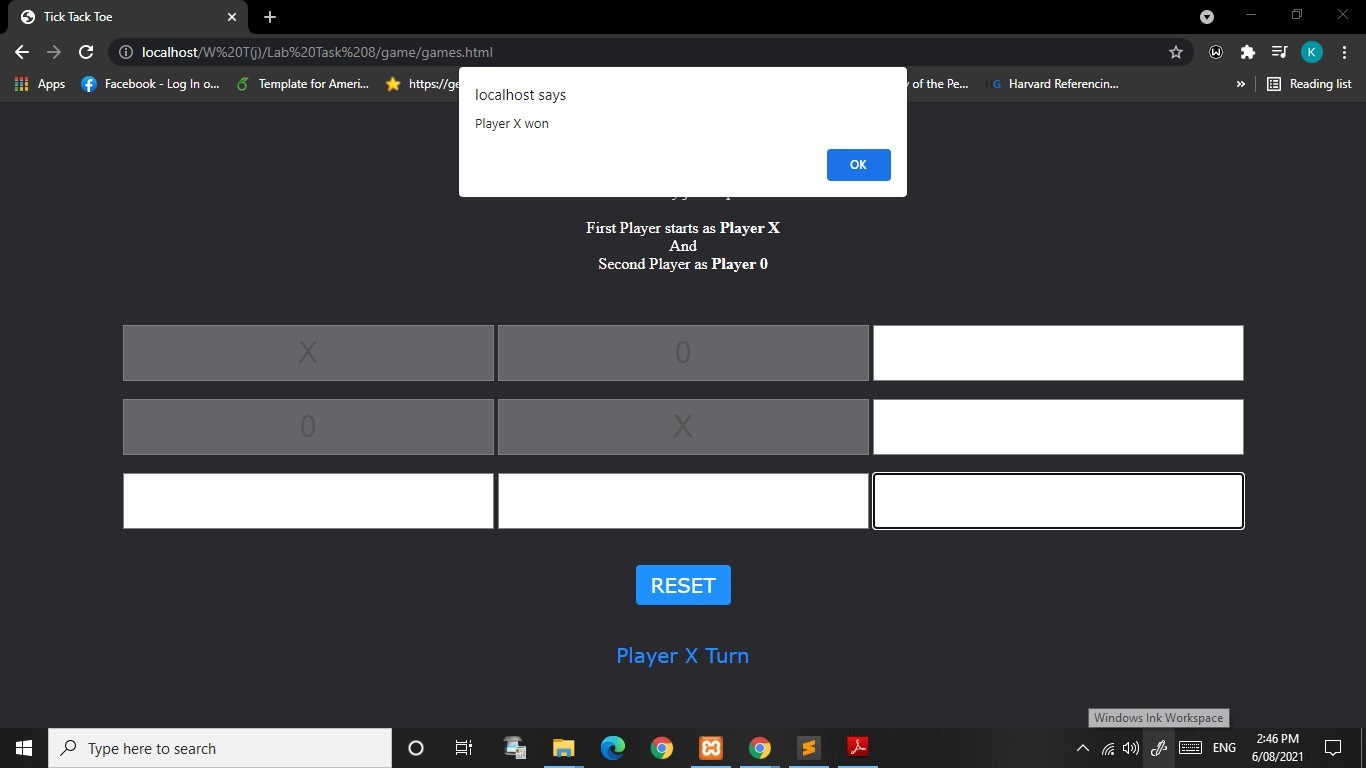 Tick Tack Toe
localhost/W%20T(j)/Lab%20Task%208/game/games.html
K
Apps
Facebook - Log In o...
Template for Ameri...
https://ge
y of the Pe...
HG
Harvard Referencin...
»
Reading list
localhost says
Player X won
OK
First Player starts as Player X
And
Second Player as Player 0
X
0
0
X
RESET
Player X Turn
Windows Ink Workspace
Type here to search
ENG
2:46 PM
6/08/2021